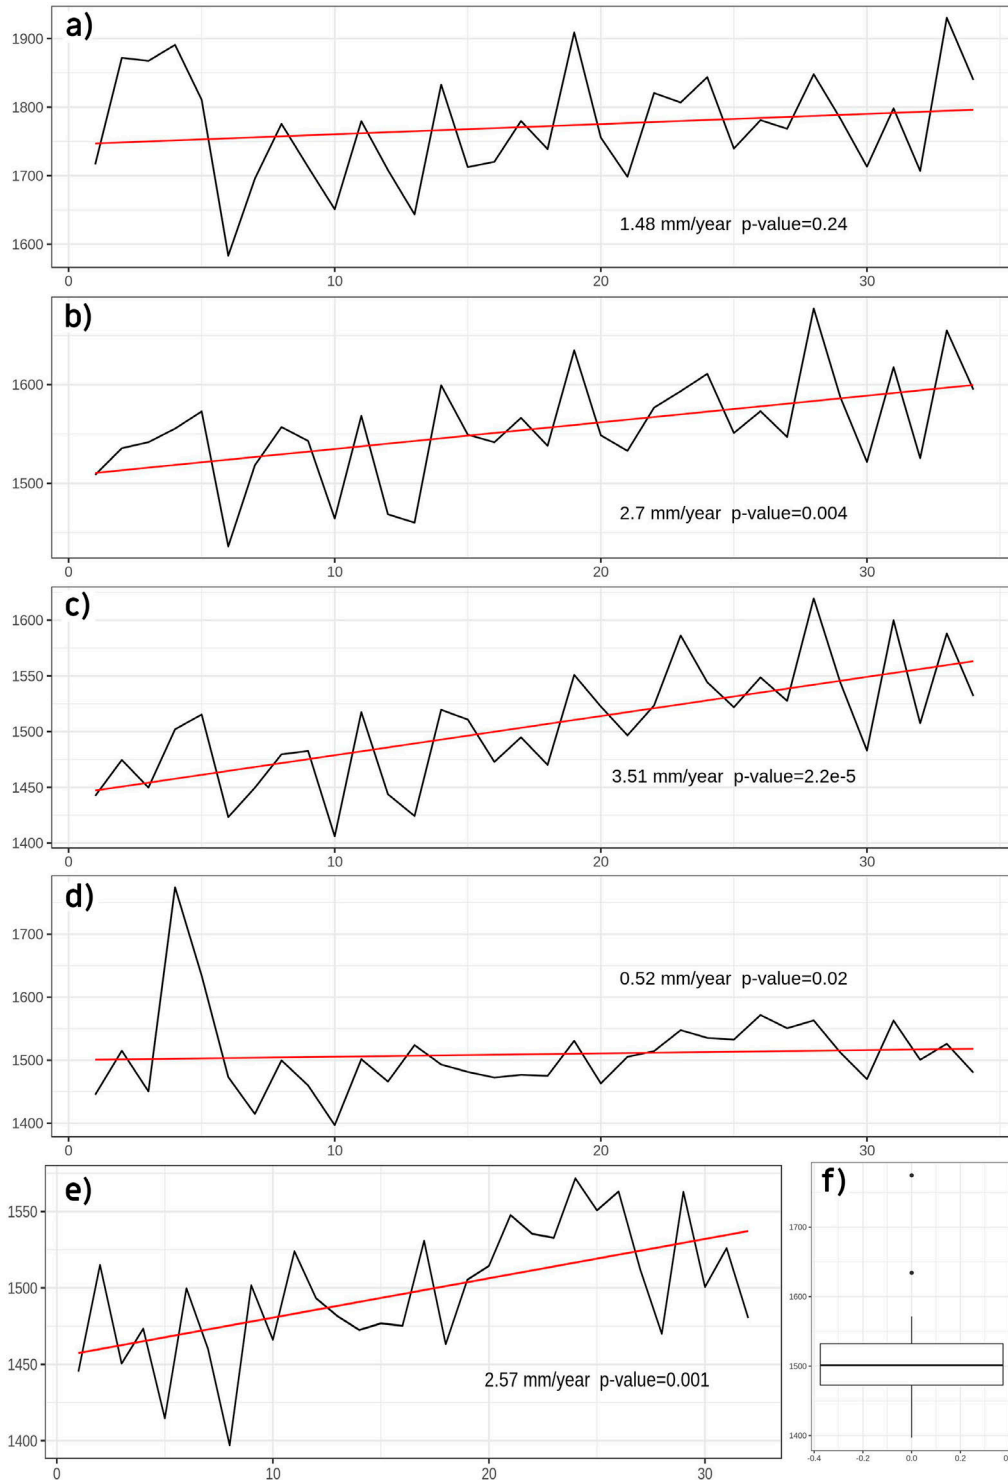 a)
1900
1800
1700
1600
1.48 mm/year p-value=0.24
0 10 20 30
b)
1600
1500
2.7 mm/year p-value=0.004
0 10 20 30
c)
1600
1550
1500
1450
1400
3.51 mm/year p-value=2.2e-5
0 10 20 30
d)
1700
1600
1500
1400
0.52 mm/year p-value=0.02
0 10 20 30
e)
1550
1500
1450
1400
2.57 mm/year p-value=0.001
0 10 20 30
f)
1700
1600
1500
1400
-0.4 -0.2 0.0 0.2 0.4